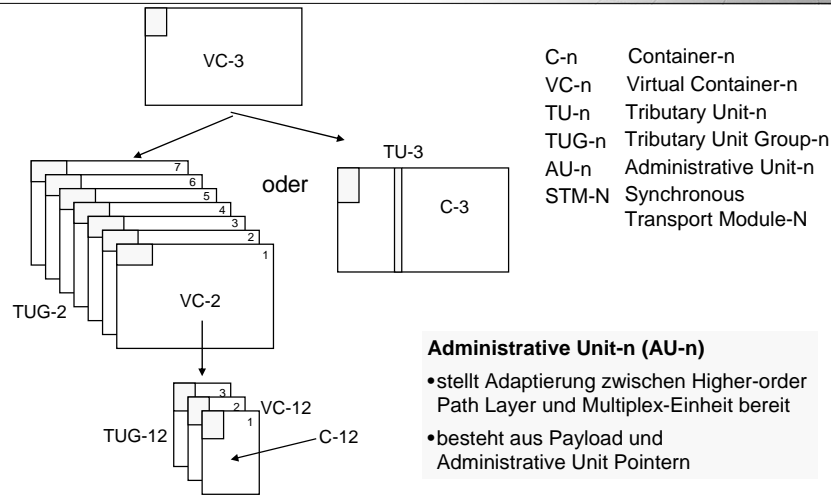 VC-3
C-n Container-n
VC-n Virtual Container-n
TU-n Tributary Unit-n
TUG-n Tributary Unit Group-n
AU-n Administrative Unit-n
STM-N Synchronous
Transport Module-N
TU-3
oder
C-3
7
6
5
4
3
2
1
VC-2
TUG-2
Administrative Unit-n (AU-n)
•stellt Adaptierung zwischen Higher-order
Path Layer und Multiplex-Einheit bereit
•besteht aus Payload und
Administrative Unit Pointern
3
2
1
VC-12
TUG-12
C-12